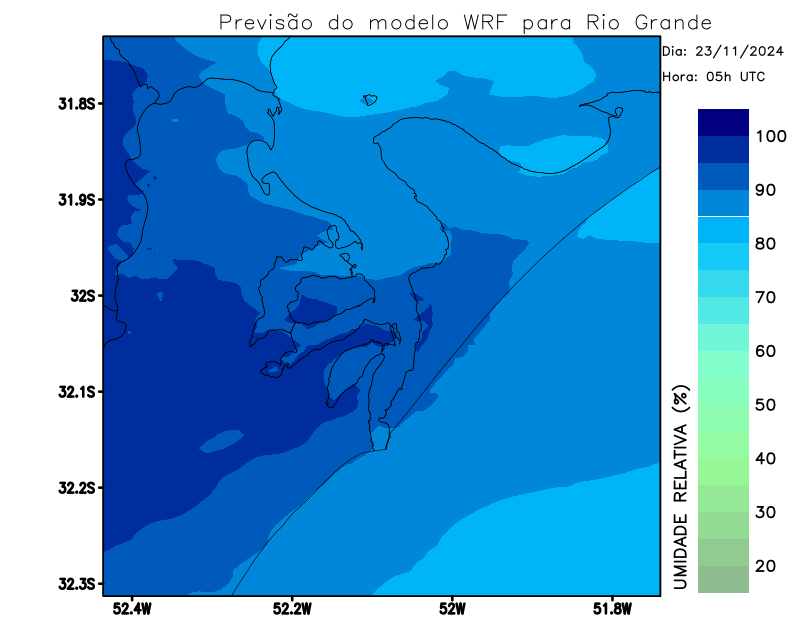 Previsão do modelo WRF para Rio Grande
Dia: 23/11/2024
Hora: 05h UTC
31.8S
31.9S
32S
32.1S
32.2S
32.3S
52.4W
52.2W
52W
51.8W
100
90
80
70
60
50
40
30
20
UMIDADE RELATIVA (%)